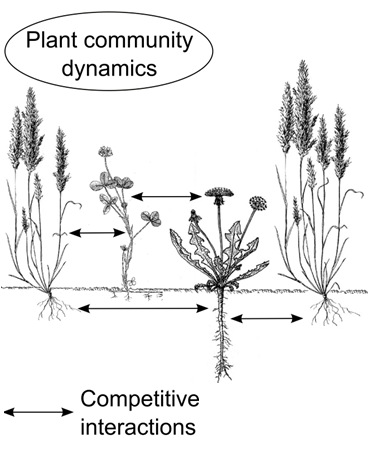 Plant community
dynamics
Competitive
interactions